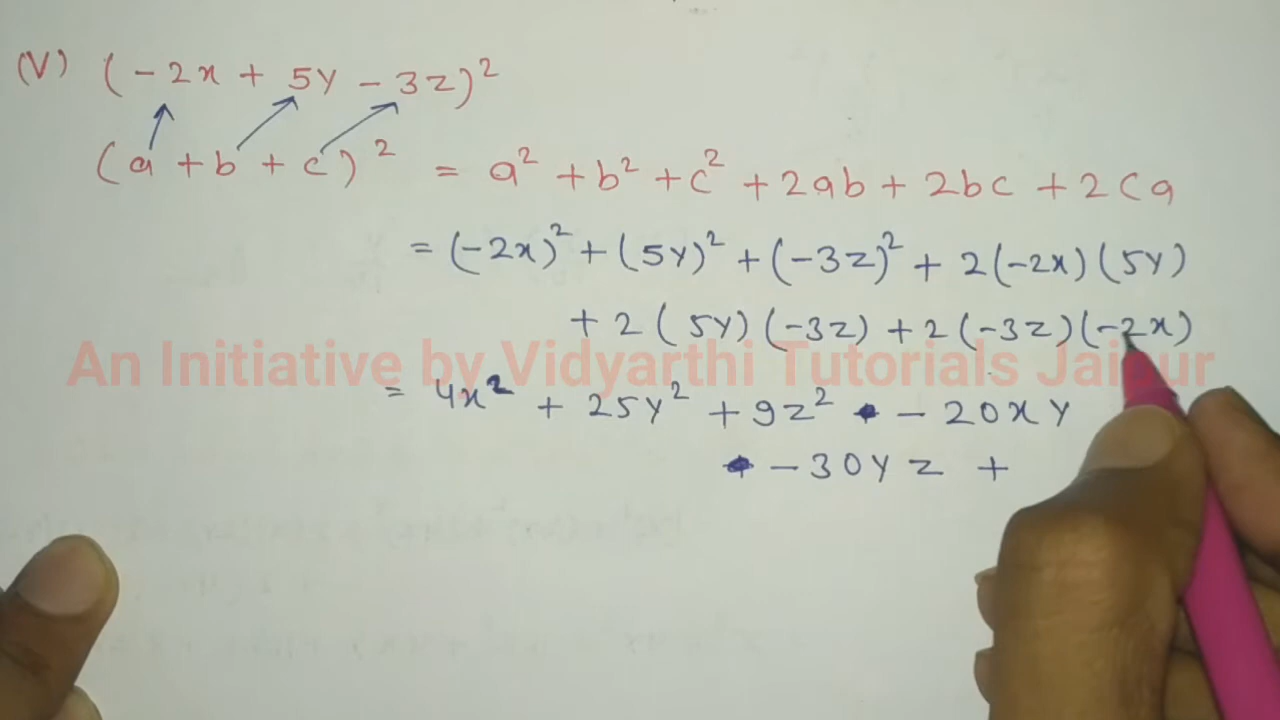 (V) (-2x + 5y - 3z)²
(a + b + c)² = a² + b² + c² + 2ab + 2bc + 2ca
= (-2x)² + (5y)² + (-3z)² + 2(-2x)(5y)
+ 2(5y)(-3z) + 2(-3z)(-2x)
An Initiative by Vidyarthi Tutorials Jaipur
= 4x² + 25y² + 9z² - 20xy
- 30yz +